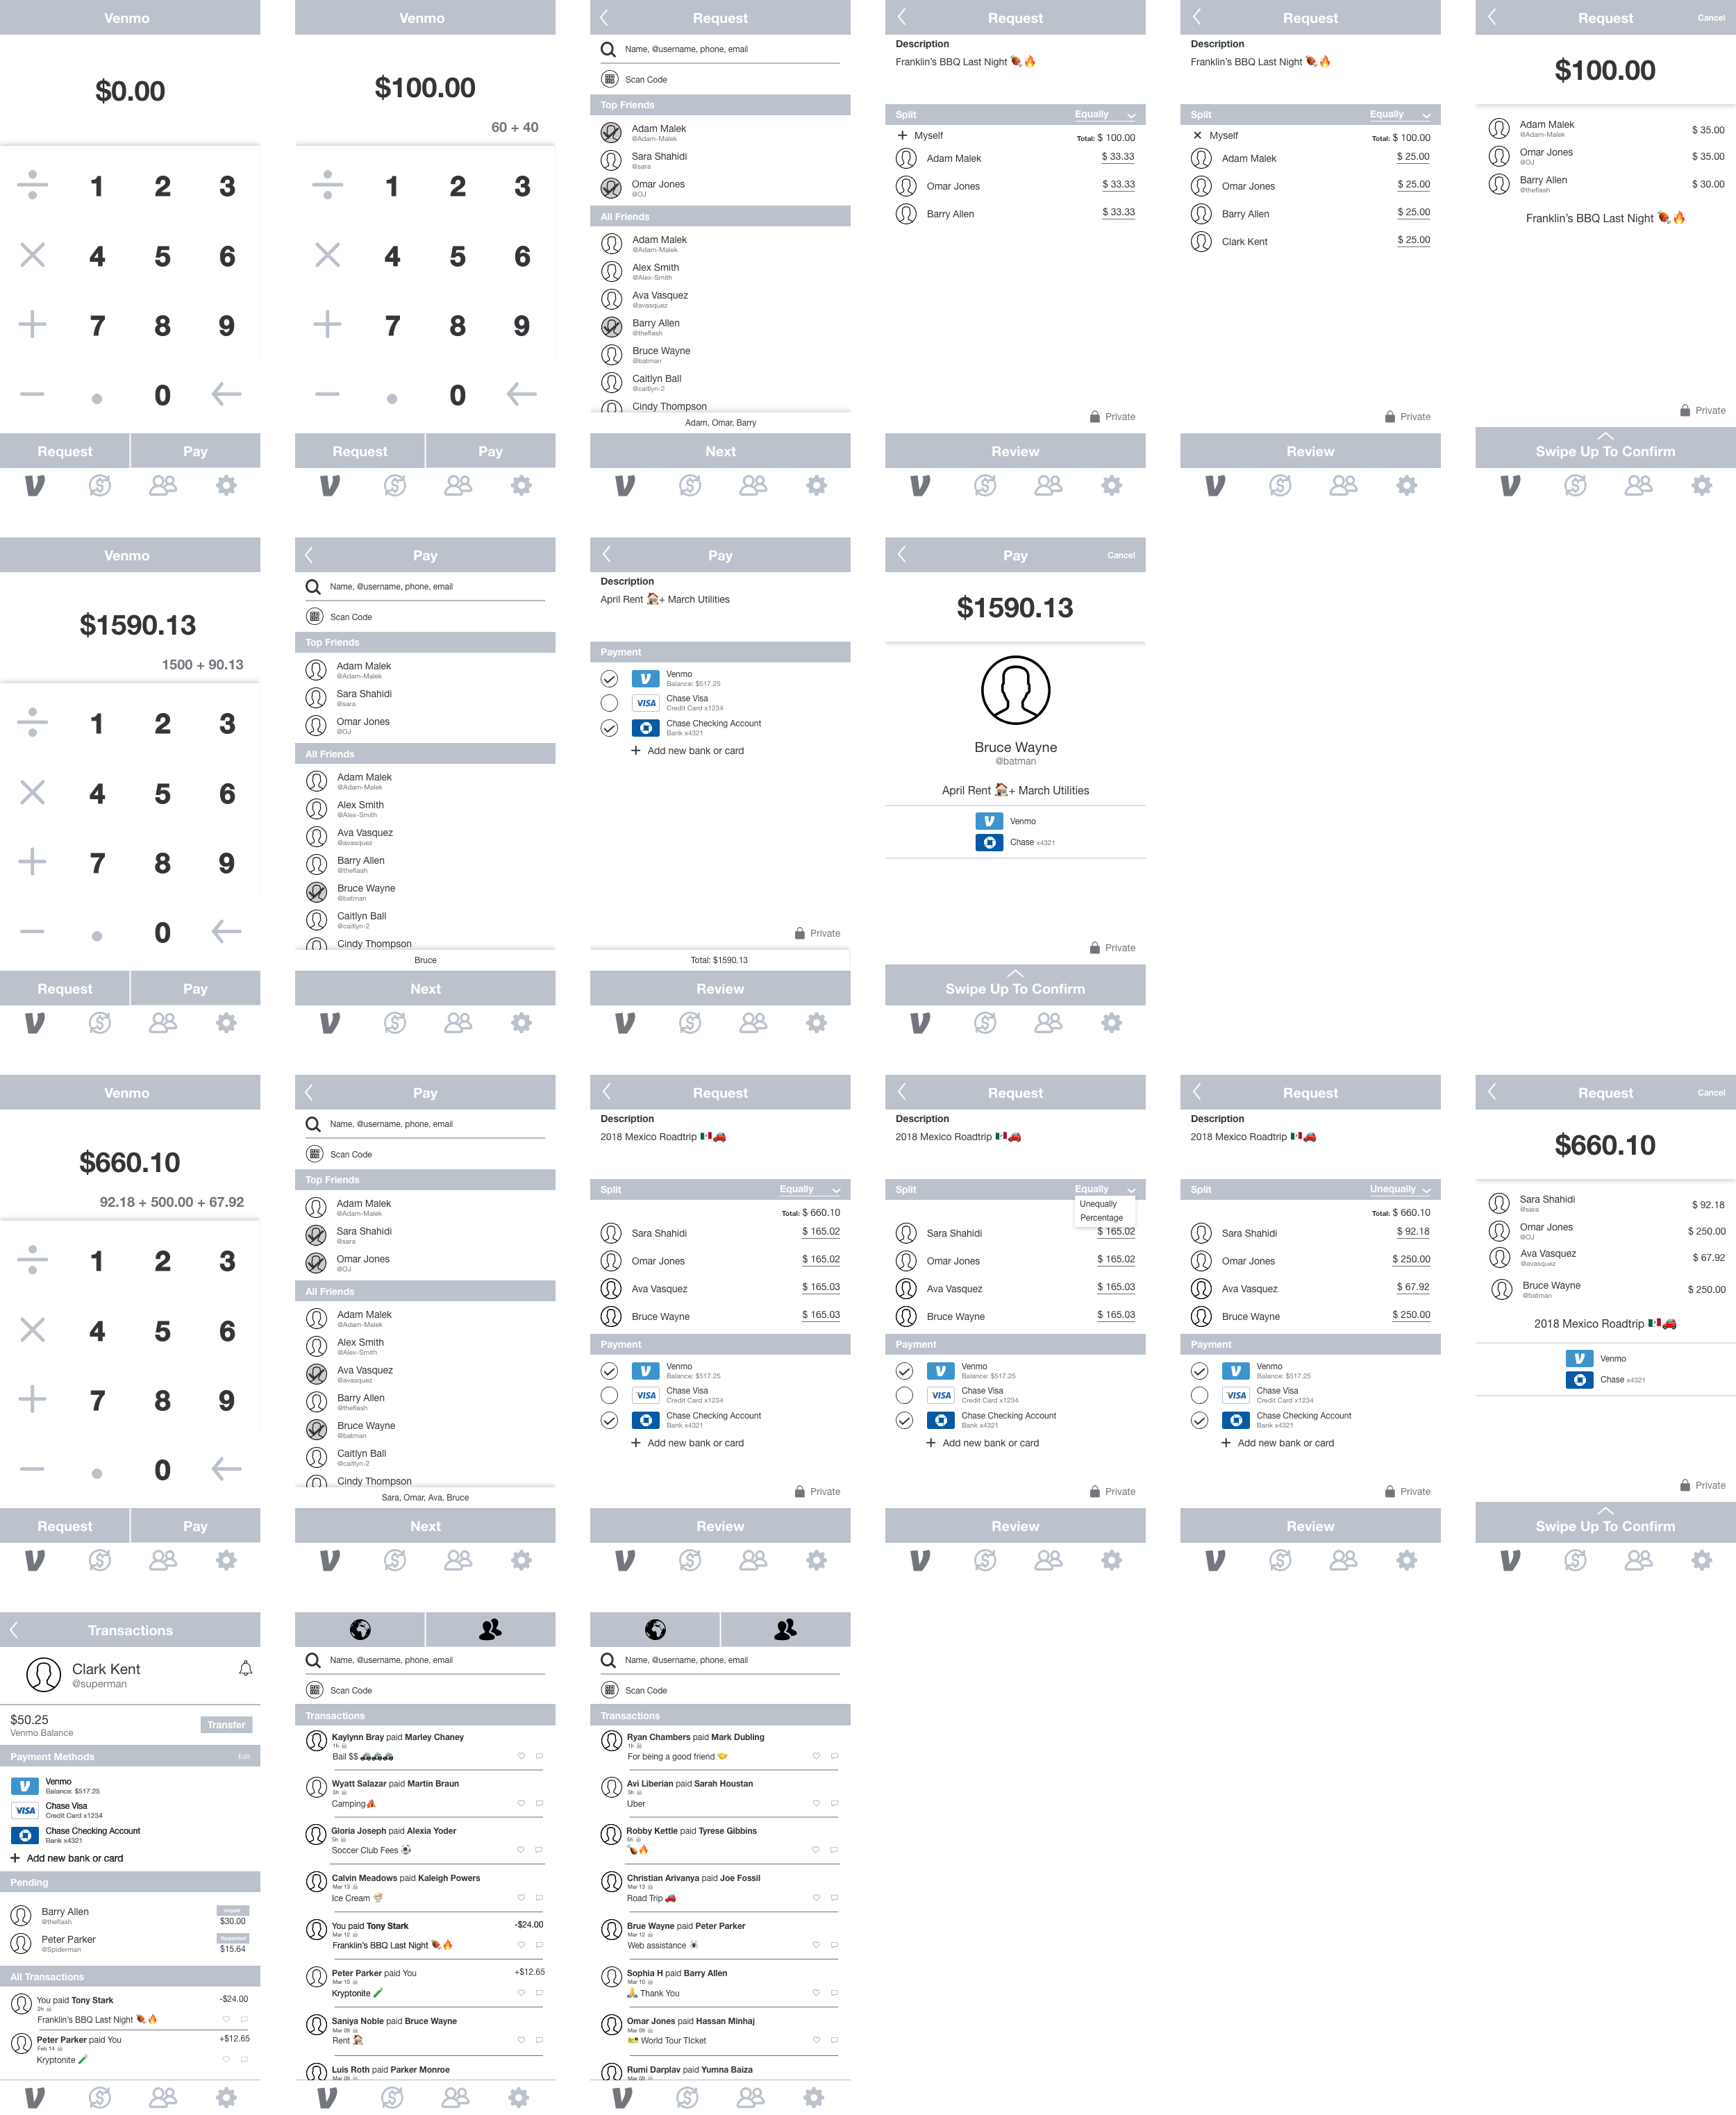 Venmo
$0.00
1 2 3
4 5 6
7 8 9
. 0
Request Pay
Venmo
$100.00
60 + 40
1 2 3
4 5 6
7 8 9
. 0
Request Pay
Request
Name, @username, phone, email
Scan Code
Top Friends
Adam Malek
@Adam-Malek
Sara Shahidi
@sara
Omar Jones
@OJ
All Friends
Adam Malek
@Adam-Malek
Alex Smith
@Alex-Smith
Ava Vasquez
@avasquez
Barry Allen
@theflash
Bruce Wayne
@batman
Caitlyn Ball
@caitlyn-2
Cindy Thompson
Adam, Omar, Barry
Next
Request
Description
Franklin's BBQ Last Night 🍖🔥
Split Equally
+ Myself Total: $ 100.00
Adam Malek $ 33.33
Omar Jones $ 33.33
Barry Allen $ 33.33
Private
Review
Request
Description
Franklin's BBQ Last Night 🍖🔥
Split Equally
× Myself Total: $ 100.00
Adam Malek $ 25.00
Omar Jones $ 25.00
Barry Allen $ 25.00
Clark Kent $ 25.00
Private
Review
Request Cancel
$100.00
Adam Malek $ 35.00
@Adam-Malek
Omar Jones $ 35.00
@OJ
Barry Allen $ 30.00
@theflash
Franklin's BBQ Last Night 🍖🔥
Private
Swipe Up To Confirm
Venmo
$1590.13
1500 + 90.13
1 2 3
4 5 6
7 8 9
. 0
Request Pay
Pay
Name, @username, phone, email
Scan Code
Top Friends
Adam Malek
@Adam-Malek
Sara Shahidi
@sara
Omar Jones
@OJ
All Friends
Adam Malek
@Adam-Malek
Alex Smith
@Alex-Smith
Ava Vasquez
@avasquez
Barry Allen
@theflash
Bruce Wayne
@batman
Caitlyn Ball
@caitlyn-2
Cindy Thompson
Bruce
Next
Pay
Description
April Rent 🏠+ March Utilities
Payment
Venmo
Balance: $517.25
VISA Chase Visa
Credit Card x1234
Chase Checking Account
Bank x4321
+ Add new bank or card
Private
Total: $1590.13
Review
Pay Cancel
$1590.13
Bruce Wayne
@batman
April Rent 🏠+ March Utilities
Venmo
Chase x4321
Private
Swipe Up To Confirm
Venmo
$660.10
92.18 + 500.00 + 67.92
1 2 3
4 5 6
7 8 9
. 0
Request Pay
Pay
Name, @username, phone, email
Scan Code
Top Friends
Adam Malek
@Adam-Malek
Sara Shahidi
@sara
Omar Jones
@OJ
All Friends
Adam Malek
@Adam-Malek
Alex Smith
@Alex-Smith
Ava Vasquez
@avasquez
Barry Allen
@theflash
Bruce Wayne
@batman
Caitlyn Ball
@caitlyn-2
Cindy Thompson
Sara, Omar, Ava, Bruce
Next
Request
Description
2018 Mexico Roadtrip 🇲🇽🚗
Split Equally
Total: $ 660.10
Sara Shahidi $ 165.02
Omar Jones $ 165.02
Ava Vasquez $ 165.03
Bruce Wayne $ 165.03
Payment
Venmo
Balance: $517.25
VISA Chase Visa
Credit Card x1234
Chase Checking Account
Bank x4321
+ Add new bank or card
Private
Review
Request
Description
2018 Mexico Roadtrip 🇲🇽🚗
Split Equally
Unequally
Percentage
Sara Shahidi $ 165.02
Omar Jones $ 165.02
Ava Vasquez $ 165.03
Bruce Wayne $ 165.03
Payment
Venmo
Balance: $517.25
VISA Chase Visa
Credit Card x1234
Chase Checking Account
Bank x4321
+ Add new bank or card
Private
Review
Request
Description
2018 Mexico Roadtrip 🇲🇽🚗
Split Unequally
Total: $ 660.10
Sara Shahidi $ 92.18
Omar Jones $ 250.00
Ava Vasquez $ 67.92
Bruce Wayne $ 250.00
Payment
Venmo
Balance: $517.25
VISA Chase Visa
Credit Card x1234
Chase Checking Account
Bank x4321
+ Add new bank or card
Private
Review
Request Cancel
$660.10
Sara Shahidi $ 92.18
@sara
Omar Jones $ 250.00
@OJ
Ava Vasquez $ 67.92
@avasquez
Bruce Wayne $ 250.00
@batman
2018 Mexico Roadtrip 🇲🇽🚗
Venmo
Chase x4321
Private
Swipe Up To Confirm
Transactions
Clark Kent
@superman
$50.25
Venmo Balance
Transfer
Payment Methods Edit
Venmo
Balance: $517.25
VISA Chase Visa
Credit Card x1234
Chase Checking Account
Bank x4321
+ Add new bank or card
Pending
Barry Allen Unpaid
@theflash $30.00
Peter Parker Requested
@Spiderman $15.64
All Transactions
You paid Tony Stark -$24.00
2h
Franklin's BBQ Last Night 🍖🔥
Peter Parker paid You +$12.65
Feb 14
Kryptonite 🧪
Name, @username, phone, email
Scan Code
Transactions
Kaylynn Bray paid Marley Chaney
1h
Bail $$ 🚓🚓🚓
Wyatt Salazar paid Martin Braun
3h
Camping⛺
Gloria Joseph paid Alexia Yoder
5h
Soccer Club Fees ⚽
Calvin Meadows paid Kaleigh Powers
Mar 13
Ice Cream 🍨
You paid Tony Stark -$24.00
Mar 12
Franklin's BBQ Last Night 🍖🔥
Peter Parker paid You +$12.65
Mar 10
Kryptonite 🧪
Saniya Noble paid Bruce Wayne
Mar 09
Rent 🏠
Luis Roth paid Parker Monroe
Mar 09
Name, @username, phone, email
Scan Code
Transactions
Ryan Chambers paid Mark Dubling
1h
For being a good friend 🤝
Avi Liberian paid Sarah Houstan
3h
Uber
Robby Kettle paid Tyrese Gibbins
5h
🍗🔥
Christian Arivanya paid Joe Fossil
Mar 13
Road Trip 🚗
Brue Wayne paid Peter Parker
Mar 12
Web assistance 🕷
Sophia H paid Barry Allen
Mar 10
🙏 Thank You
Omar Jones paid Hassan Minhaj
Mar 09
🎫 World Tour TIcket
Rumi Darplav paid Yumna Baiza
Mar 09